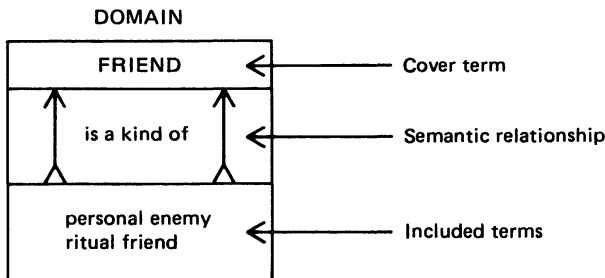 DOMAIN
FRIEND
Cover term
is a kind of
Semantic relationship
personal enemy
ritual friend
Included terms